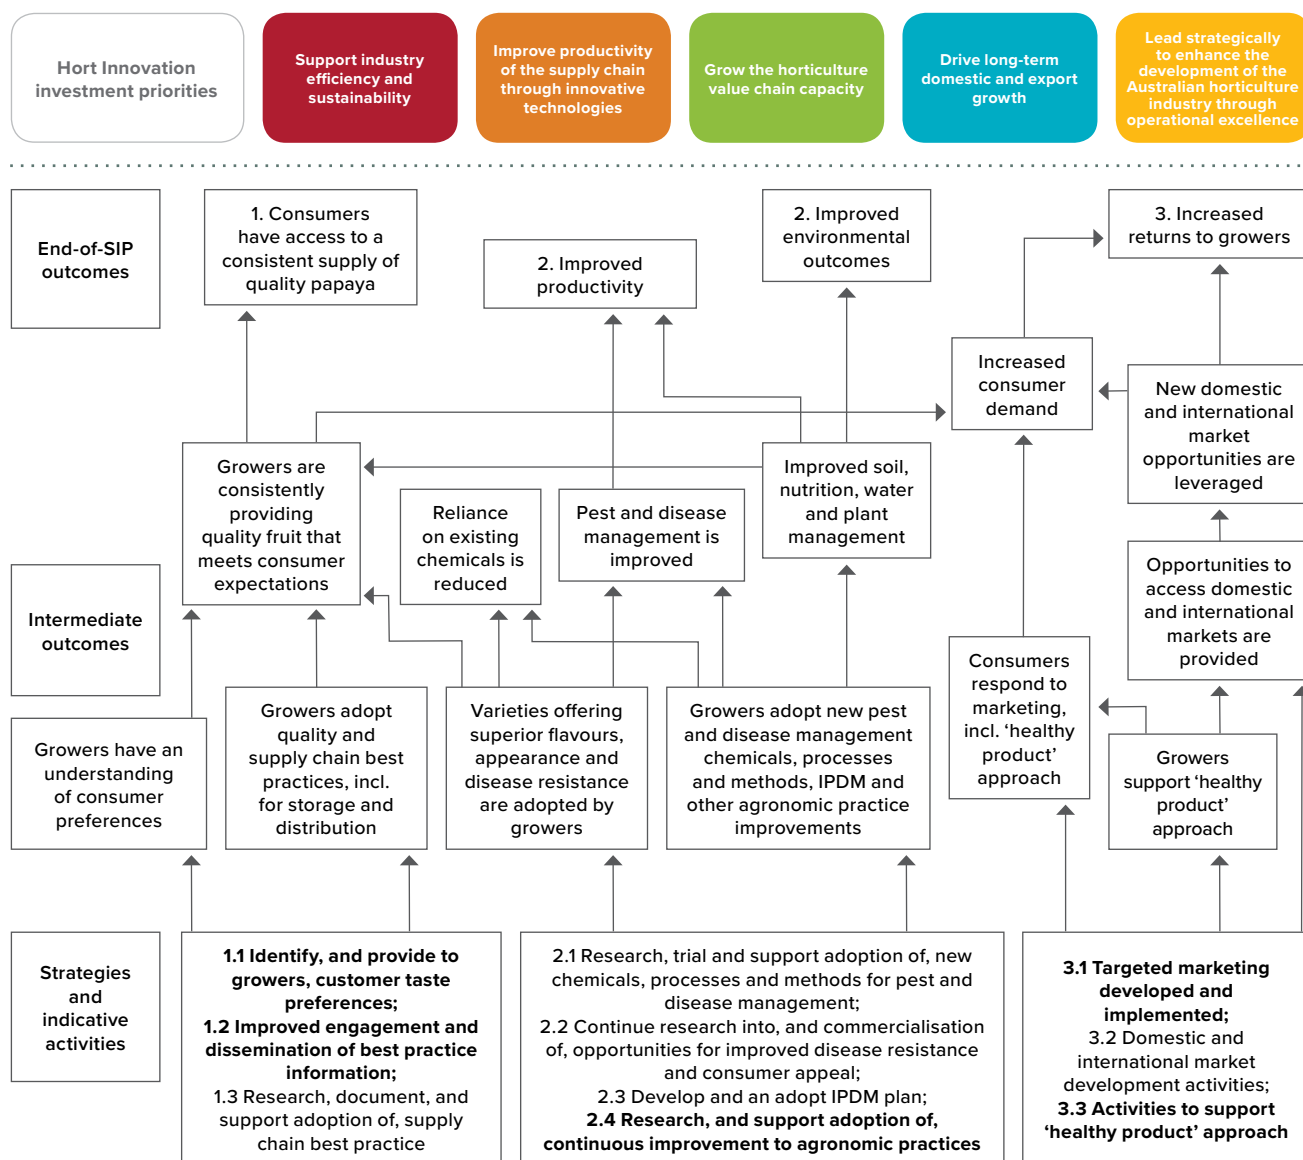 Hort Innovation
investment priorities
Support industry
efficiency and
sustainability
Improve productivity
of the supply chain
through innovative
technologies
Grow the horticulture
value chain capacity
Drive long-term
domestic and export
growth
Lead strategically
to enhance the
development of the
Australian horticulture
industry through
operational excellence
End-of-SIP
outcomes
1. Consumers
have access to a
consistent supply of
quality papaya
2. Improved
productivity
2. Improved
environmental
outcomes
3. Increased
returns to growers
Increased
consumer
demand
New domestic
and international
market
opportunities are
leveraged
Intermediate
outcomes
Growers are
consistently
providing
quality fruit that
meets consumer
expectations
Reliance
on existing
chemicals is
reduced
Pest and disease
management is
improved
Improved soil,
nutrition, water
and plant
management
Opportunities to
access domestic
and international
markets are
provided
Consumers
respond to
marketing,
incl. ‘healthy
product’
approach
Growers have an
understanding
of consumer
preferences
Growers adopt
quality and
supply chain best
practices, incl.
for storage and
distribution
Varieties offering
superior flavours,
appearance and
disease resistance
are adopted by
growers
Growers adopt new pest
and disease management
chemicals, processes
and methods, IPDM and
other agronomic practice
improvements
Growers
support ‘healthy
product’
approach
Strategies
and
indicative
activities
1.1 Identify, and provide to
growers, customer taste
preferences;
1.2 Improved engagement and
dissemination of best practice
information;
1.3 Research, document, and
support adoption of, supply
chain best practice
2.1 Research, trial and support adoption of, new
chemicals, processes and methods for pest and
disease management;
2.2 Continue research into, and commercialisation
of, opportunities for improved disease resistance
and consumer appeal;
2.3 Develop and an adopt IPDM plan;
2.4 Research, and support adoption of,
continuous improvement to agronomic practices
3.1 Targeted marketing
developed and
implemented;
3.2 Domestic and
international market
development activities;
3.3 Activities to support
‘healthy product’ approach